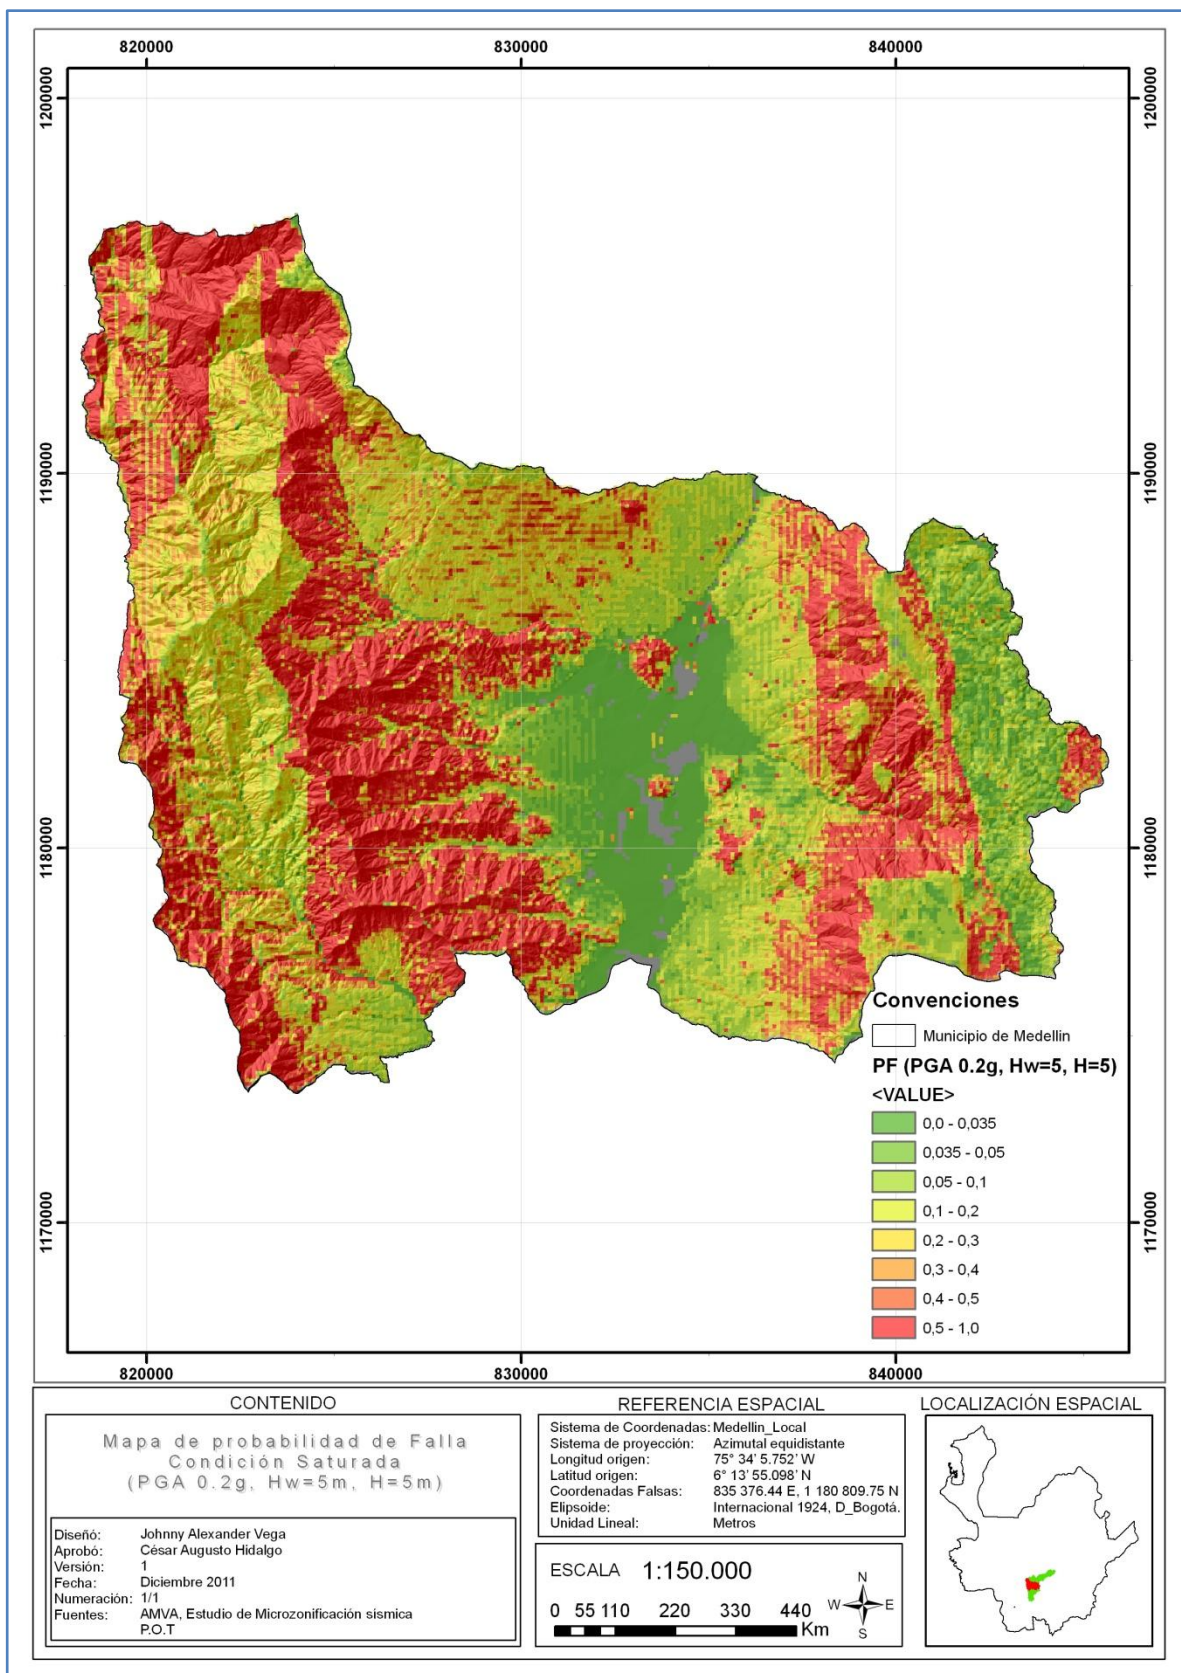 820000
830000
840000
1200000
1200000
1190000
1190000
1180000
1180000
1170000
1170000
Convenciones
Municipio de Medellin
PF (PGA 0.2g, Hw=5, H=5)
<VALUE>
0,0 - 0,035
0,035 - 0,05
0,05 - 0,1
0,1 - 0,2
0,2 - 0,3
0,3 - 0,4
0,4 - 0,5
0,5 - 1,0
820000
830000
840000
CONTENIDO
Mapa de probabilidad de Falla
Condición Saturada
(PGA 0.2g, Hw=5m, H=5m)
Diseñó: Johnny Alexander Vega
Aprobó: César Augusto Hidalgo
Versión: 1
Fecha: Diciembre 2011
Numeración: 1/1
Fuentes: AMVA, Estudio de Microzonificación sismica
P.O.T
REFERENCIA ESPACIAL
Sistema de Coordenadas: Medellin_Local
Sistema de proyección: Azimutal equidistante
Longitud origen: 75° 34' 5.752' W
Latitud origen: 6° 13' 55.098' N
Coordenadas Falsas: 835 376.44 E, 1 180 809.75 N
Elipsoide: Internacional 1924, D_Bogotá.
Unidad Lineal: Metros
ESCALA 1:150.000
0 55 110 220 330 440
Km
N
W E
S
LOCALIZACIÓN ESPACIAL